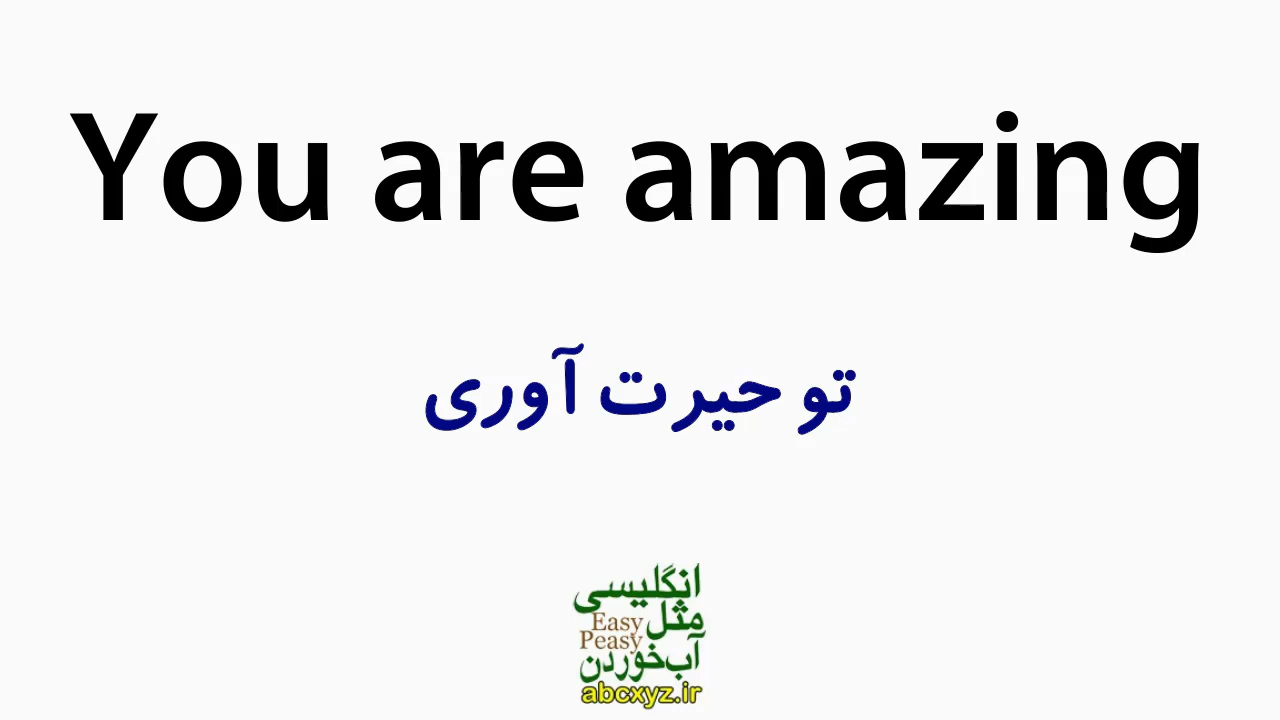 You are amazing
تو حیرت آوری
انگلیسی
مثل
Easy
Peasy
آب‌خوردن
abcxyz.ir